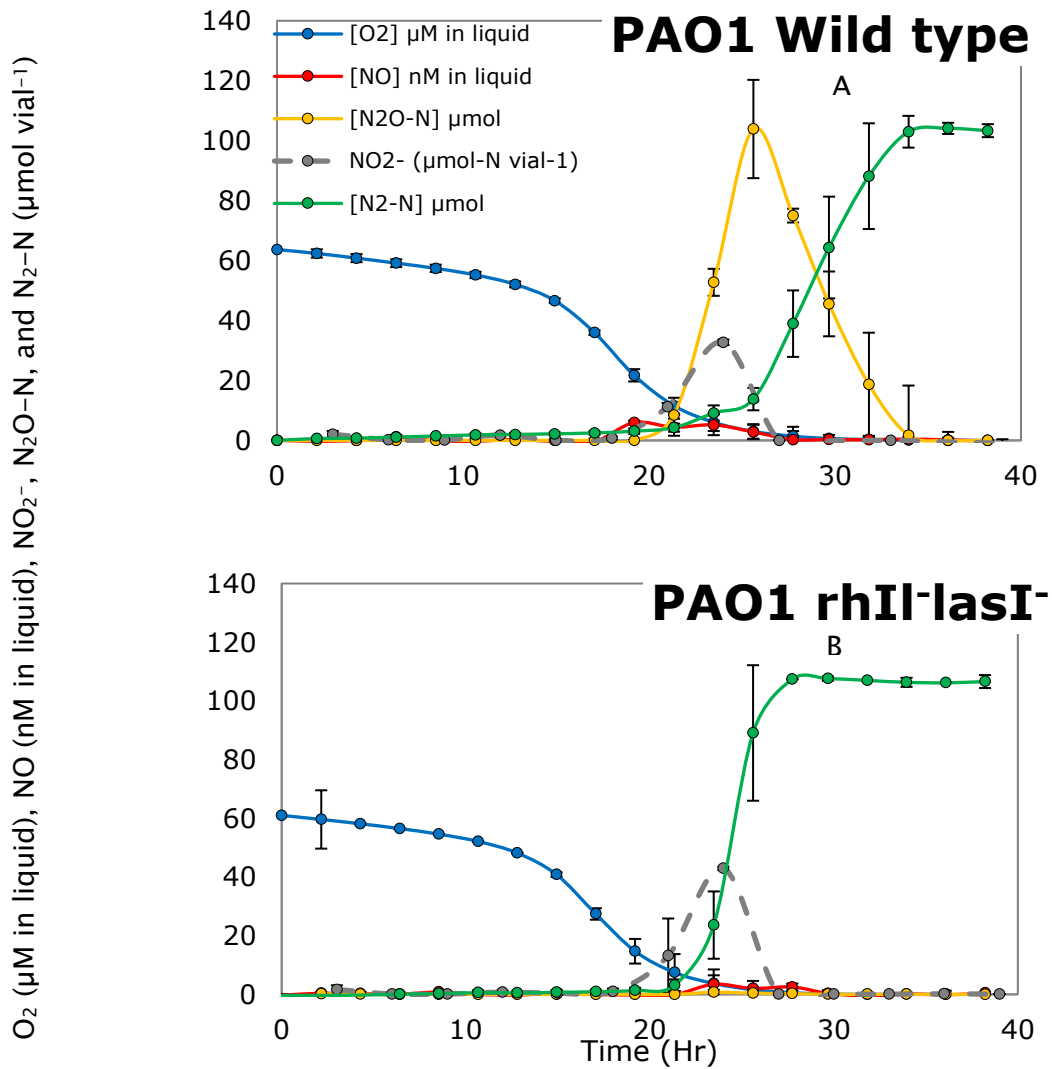 O₂ (µM in liquid), NO (nM in liquid), NO₂⁻, N₂O–N, and N₂–N (µmol vial⁻¹)
PAO1 Wild type
A
[O2] µM in liquid
[NO] nM in liquid
[N2O-N] µmol
NO2- (µmol-N vial-1)
[N2-N] µmol
140
120
100
80
60
40
20
0
0 10 20 30 40
PAO1 rhIl⁻lasI⁻
B
140
120
100
80
60
40
20
0
0 10 20 30 40
Time (Hr)